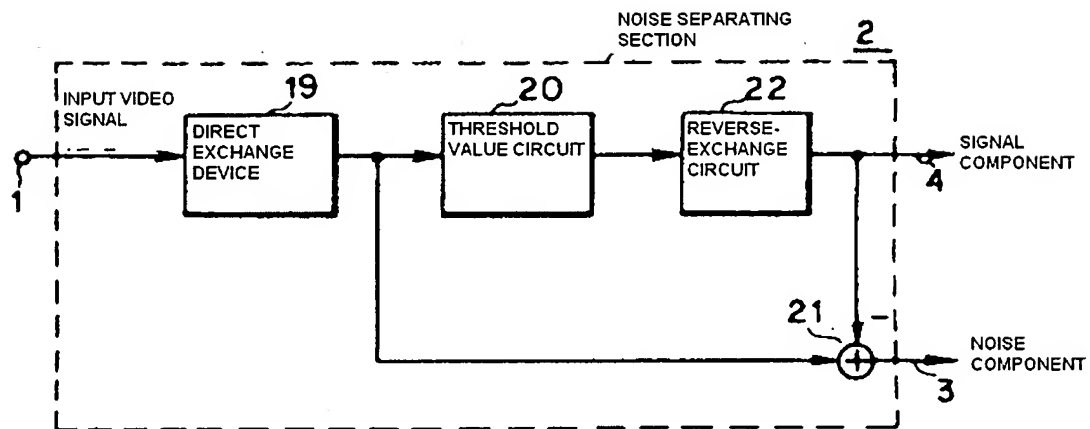 NOISE SEPARATING
SECTION
2
INPUT VIDEO
SIGNAL
19
20
22
DIRECT
EXCHANGE
DEVICE
THRESHOLD
VALUE CIRCUIT
REVERSE-
EXCHANGE
CIRCUIT
1
4
SIGNAL
COMPONENT
21
−
+
3
NOISE
COMPONENT